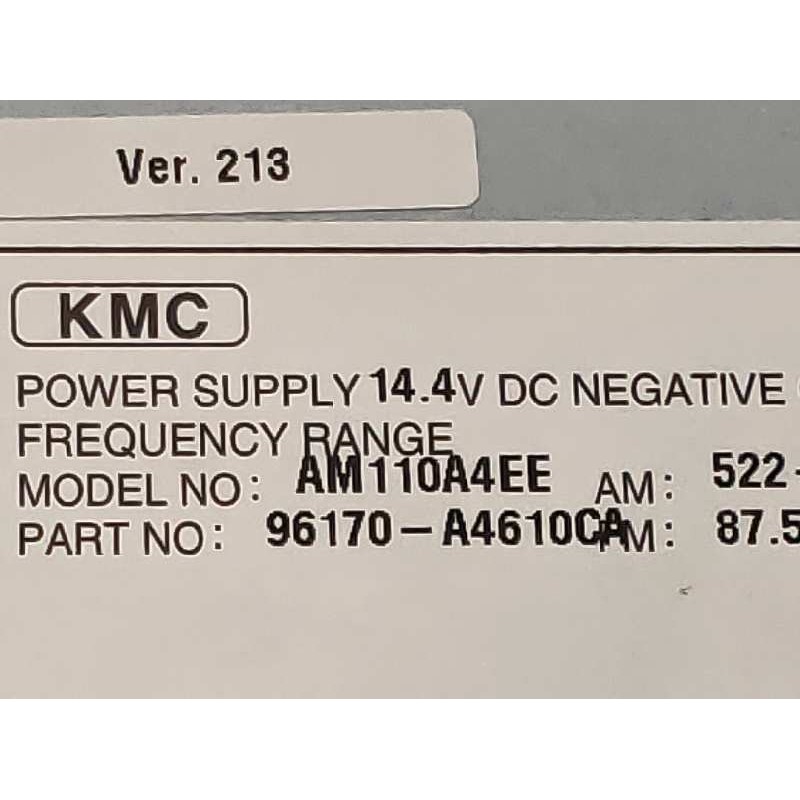 Ver. 213
KMC
POWER SUPPLY 14.4V DC NEGATIVE
FREQUENCY RANGE
MODEL NO: AM110A4EE AM: 522-
PART NO: 96170-A4610CA FM: 87.5